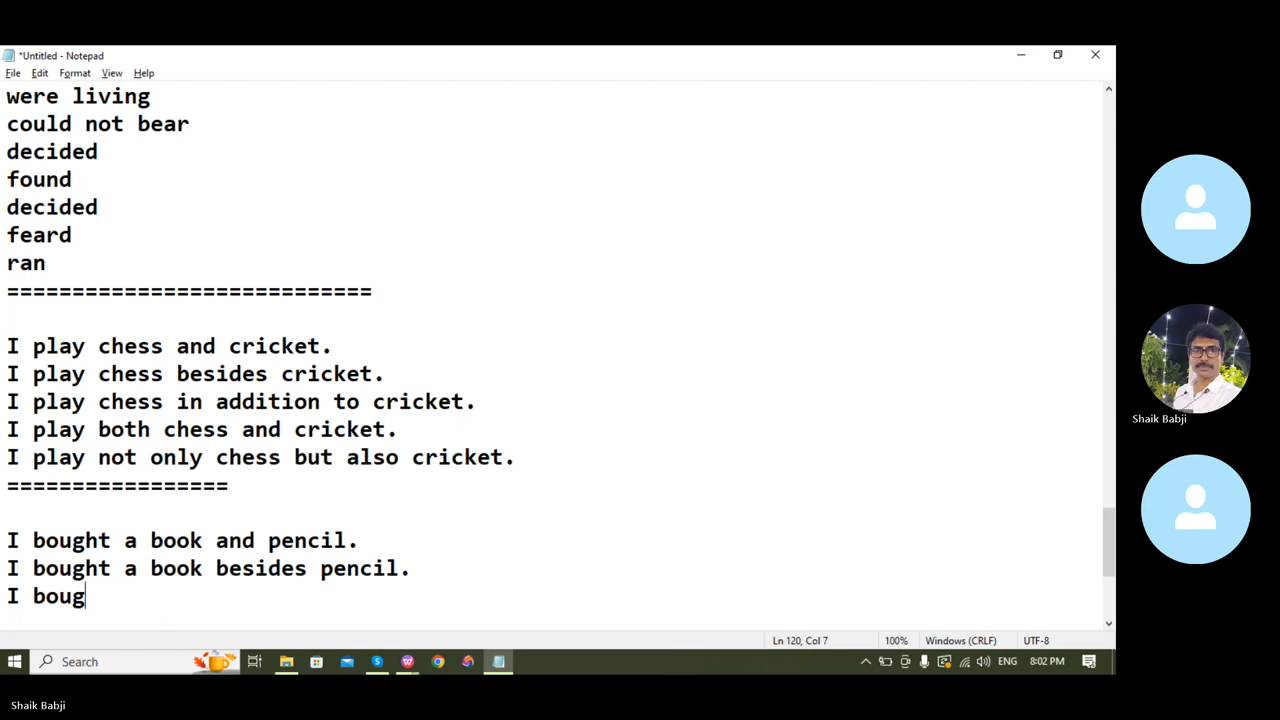 *Untitled - Notepad
File Edit Format View Help
were living
could not bear
decided
found
decided
feard
ran
============================
I play chess and cricket.
I play chess besides cricket.
I play chess in addition to cricket.
I play both chess and cricket.
I play not only chess but also cricket.
=================
I bought a book and pencil.
I bought a book besides pencil.
I boug
Ln 120, Col 7 100% Windows (CRLF) UTF-8
Search
ENG 8:02 PM
Shaik Babji
Shaik Babji